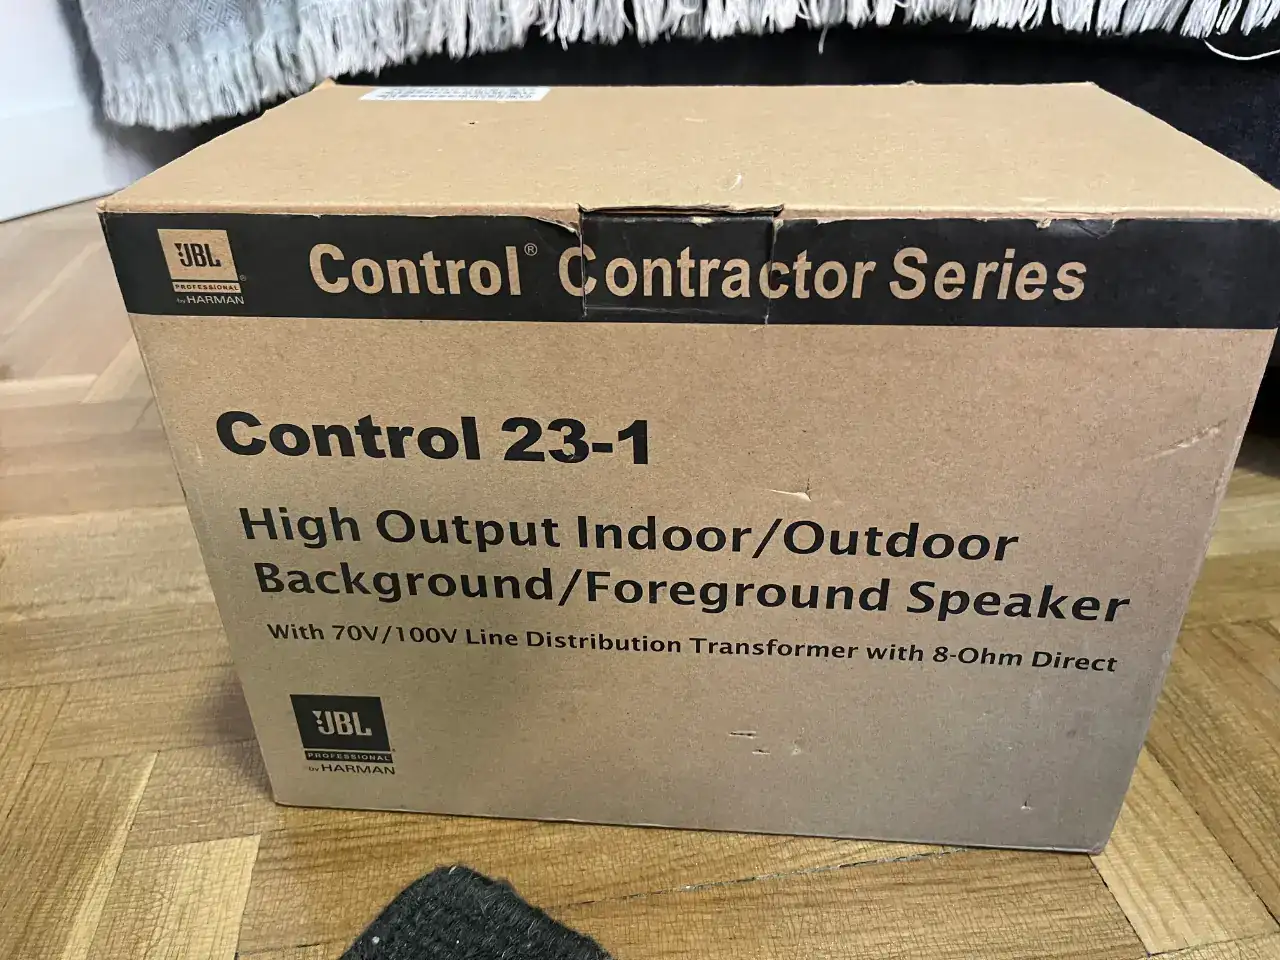 JBL
PROFESSIONAL
by HARMAN
Control® Contractor Series
Control 23-1
High Output Indoor/Outdoor
Background/Foreground Speaker
With 70V/100V Line Distribution Transformer with 8-Ohm Direct
JBL
PROFESSIONAL
by HARMAN